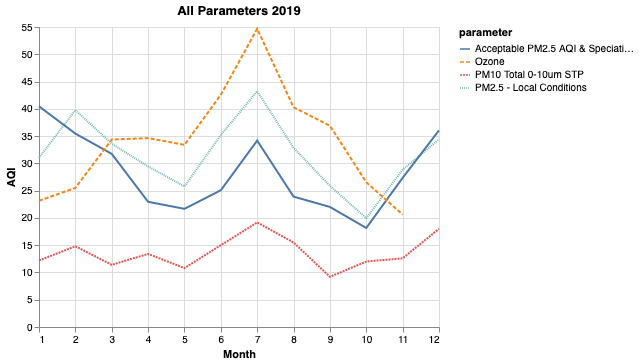 All Parameters 2019
parameter
Acceptable PM2.5 AQI & Speciati…
Ozone
PM10 Total 0-10um STP
PM2.5 - Local Conditions
AQI
55
50
45
40
35
30
25
20
15
10
5
0
1 2 3 4 5 6 7 8 9 10 11 12
Month